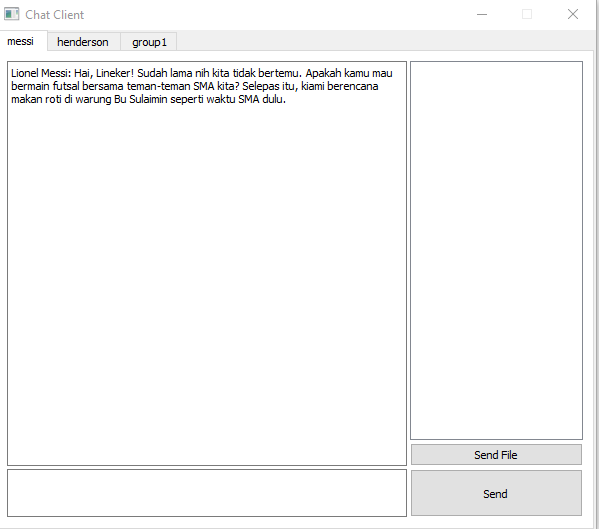 Chat Client
messi henderson group1
Lionel Messi: Hai, Lineker! Sudah lama nih kita tidak bertemu. Apakah kamu mau
bermain futsal bersama teman-teman SMA kita? Selepas itu, kiami berencana
makan roti di warung Bu Sulaimin seperti waktu SMA dulu.
Send File
Send